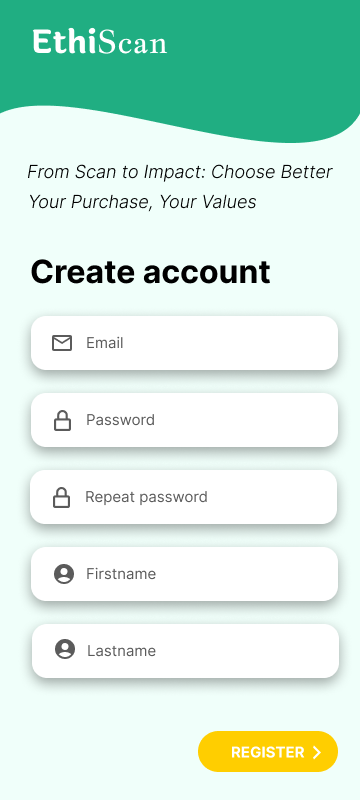 EthiScan
From Scan to Impact: Choose Better
Your Purchase, Your Values
Create account
Email
Password
Repeat password
Firstname
Lastname
REGISTER